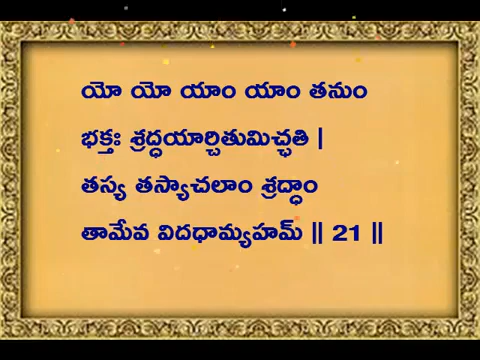 యో యో యాం యాం తనుం
భక్తః శ్రద్ధయార్చితుమిచ్ఛతి |
తస్య తస్యాచలాం శ్రద్ధాం
తామేవ విదధామ్యహమ్ || 21 ||